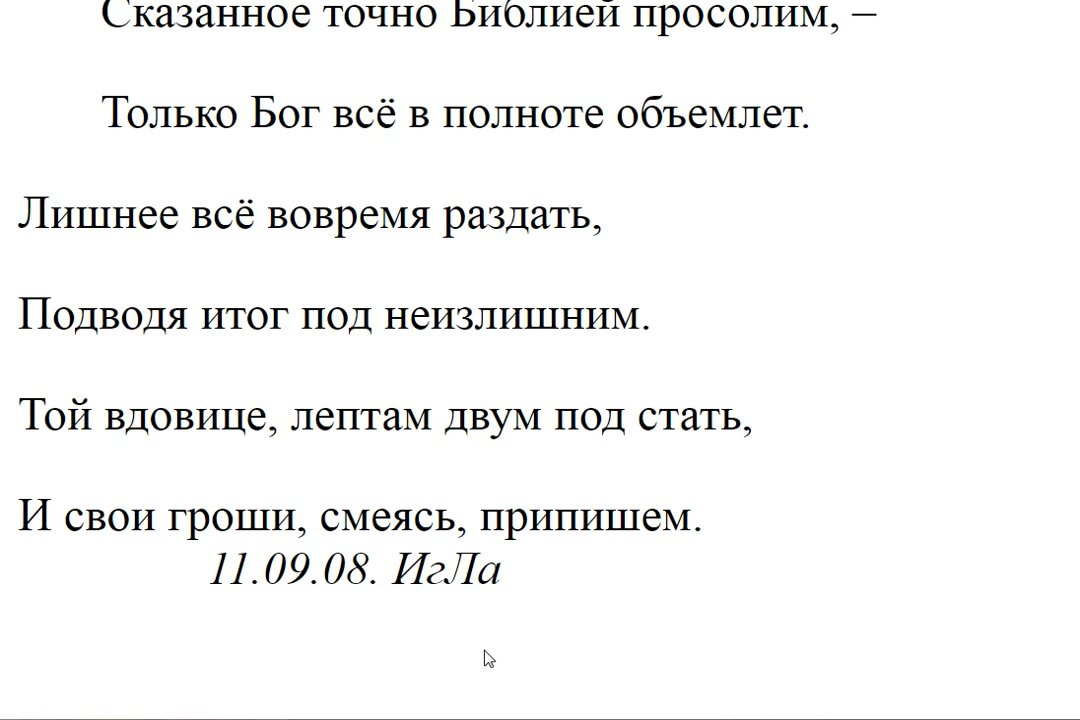 Сказанное точно Библией просолим, –
Только Бог всё в полноте объемлет.
Лишнее всё вовремя раздать,
Подводя итог под неизлишним.
Той вдовице, лептам двум под стать,
И свои гроши, смеясь, припишем.
11.09.08. ИгЛа